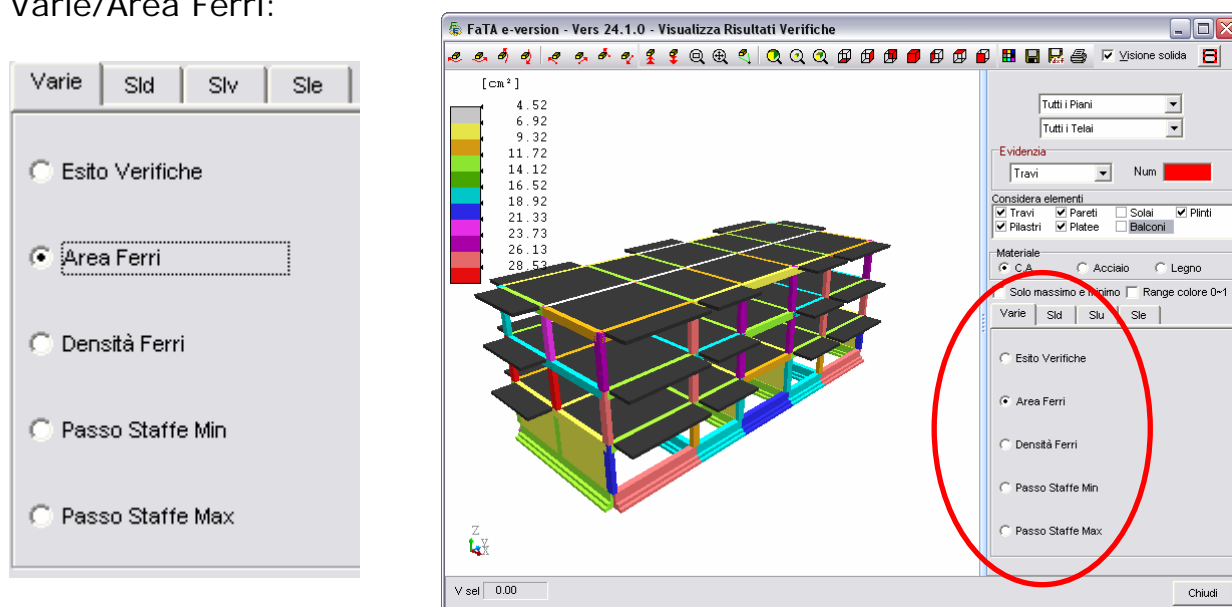 Varie/Area Ferri:
Varie Sld Slv Sle
Esito Verifiche
Area Ferri
Densità Ferri
Passo Staffe Min
Passo Staffe Max
FaTA e-version - Vers 24.1.0 - Visualizza Risultati Verifiche
Visione solida
[cm²]
4.52
6.92
9.32
11.72
14.12
16.52
18.92
21.33
23.73
26.13
28.53
Z
Y
X
V sel 0.00
Tutti i Piani
Tutti i Telai
Evidenzia
Travi Num
Considera elementi
Travi Pareti Solai Plinti
Pilastri Platee Balconi
Materiale
C.A. Acciaio Legno
Solo massimo e minimo Range colore 0~1
Varie Sld Slu Sle
Esito Verifiche
Area Ferri
Densità Ferri
Passo Staffe Min
Passo Staffe Max
Chiudi